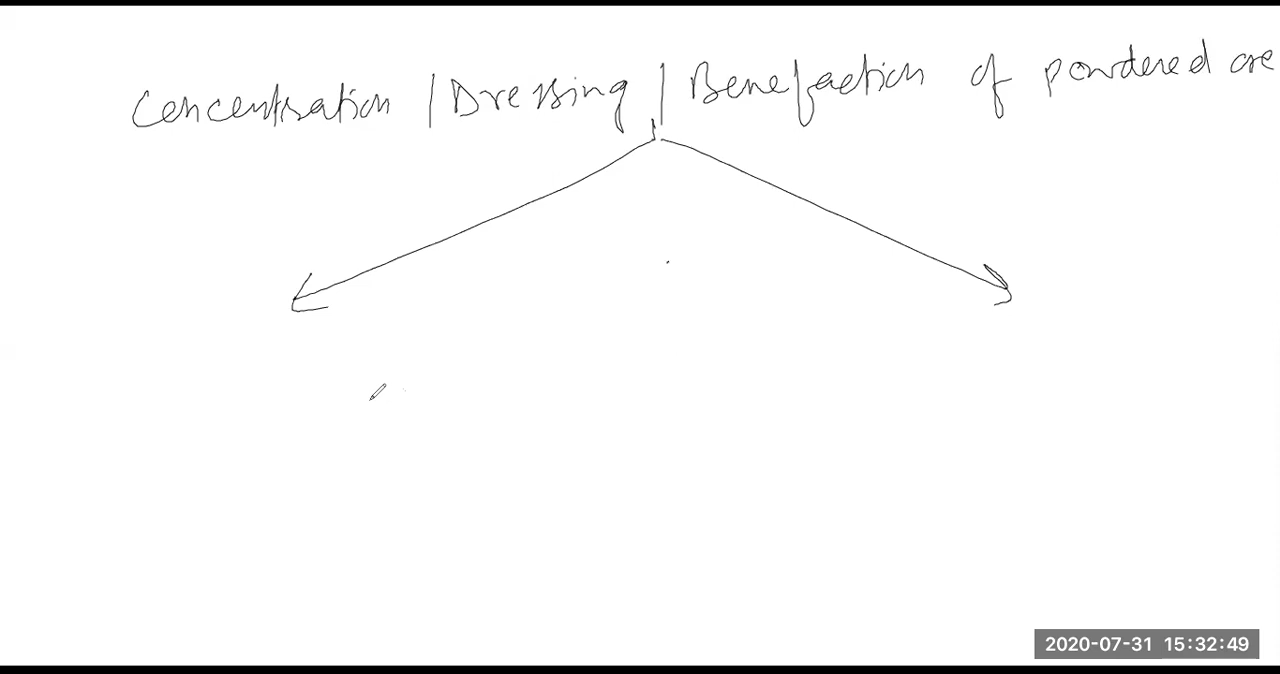 Concentration | Dressing | Benefaction of powdered ore
2020-07-31 15:32:49